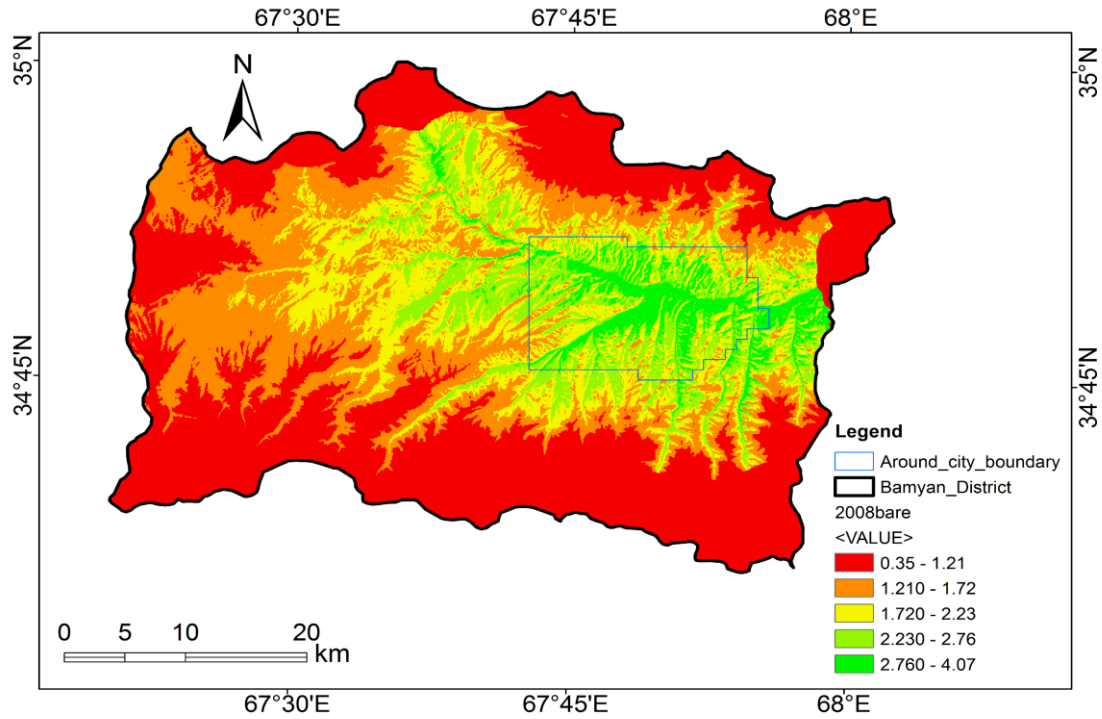 67°30'E 67°45'E 68°E
35°N
35°N
N
34°45'N
34°45'N
Legend
Around_city_boundary
Bamyan_District
2008bare
<VALUE>
0.35 - 1.21
1.210 - 1.72
1.720 - 2.23
2.230 - 2.76
2.760 - 4.07
0 5 10 20
km
67°30'E 67°45'E 68°E